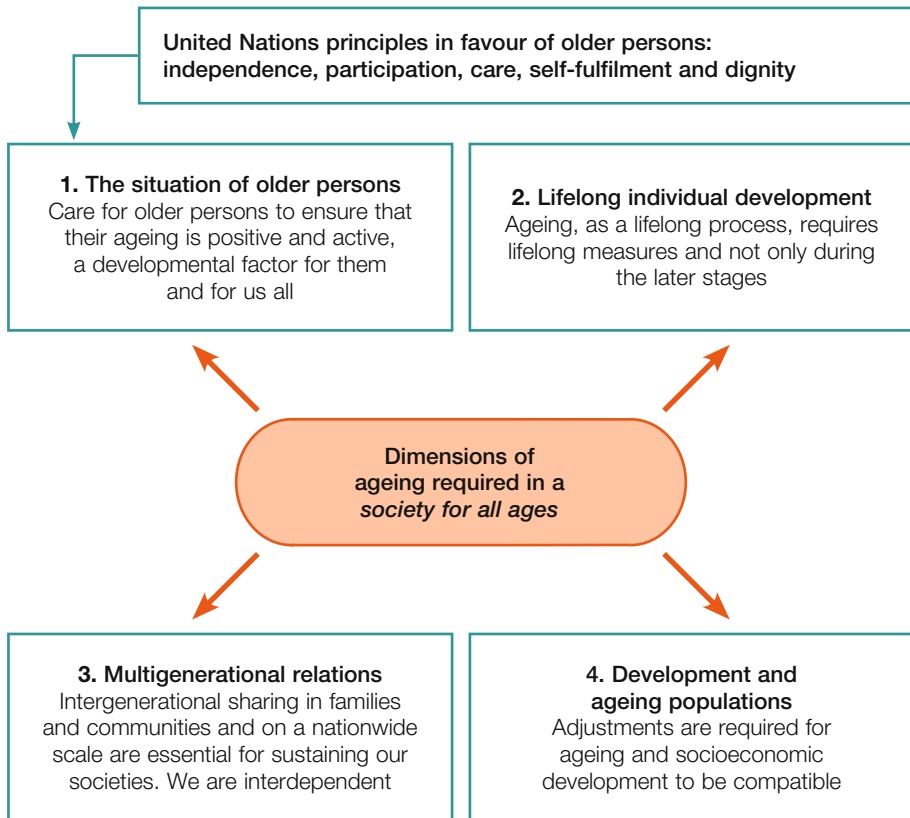 United Nations principles in favour of older persons:
independence, participation, care, self-fulfilment and dignity
1. The situation of older persons
Care for older persons to ensure that
their ageing is positive and active,
a developmental factor for them
and for us all
2. Lifelong individual development
Ageing, as a lifelong process, requires
lifelong measures and not only during
the later stages
Dimensions of
ageing required in a
society for all ages
3. Multigenerational relations
Intergenerational sharing in families
and communities and on a nationwide
scale are essential for sustaining our
societies. We are interdependent
4. Development and
ageing populations
Adjustments are required for
ageing and socioeconomic
development to be compatible